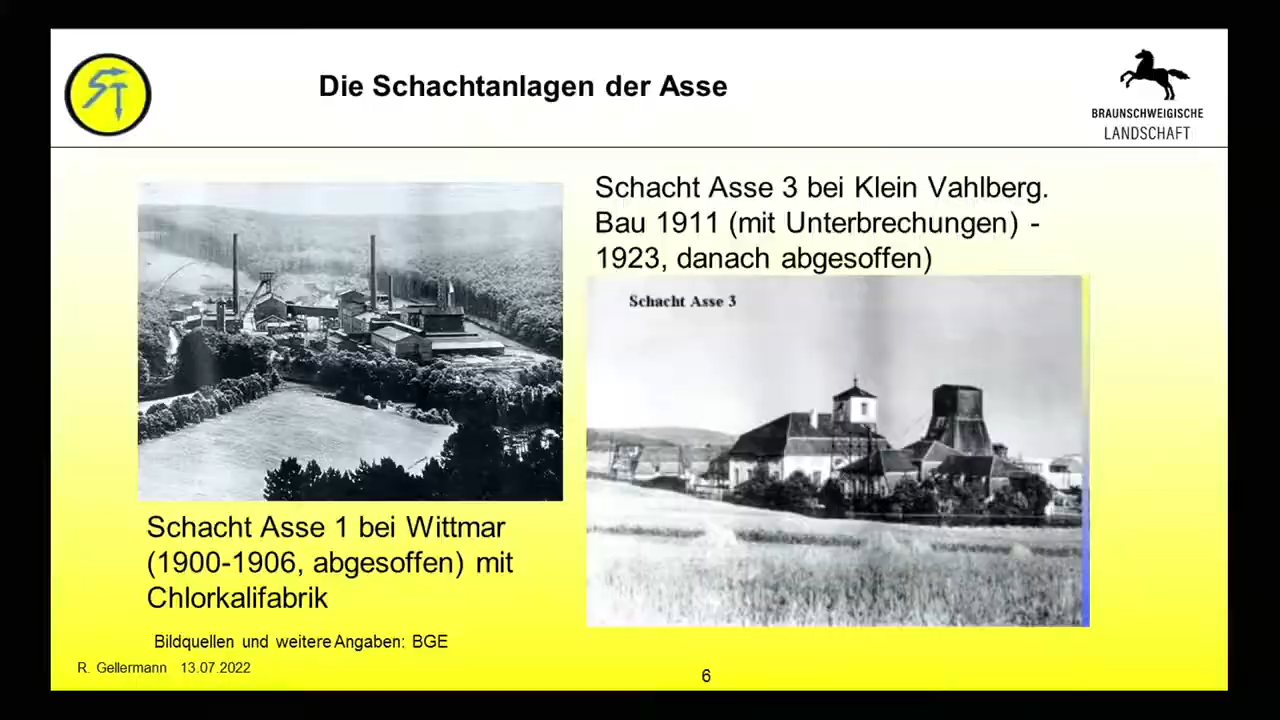 ST
Die Schachtanlagen der Asse
BRAUNSCHWEIGISCHE
LANDSCHAFT
Schacht Asse 3 bei Klein Vahlberg.
Bau 1911 (mit Unterbrechungen) -
1923, danach abgesoffen)
Schacht Asse 3
Schacht Asse 1 bei Wittmar
(1900-1906, abgesoffen) mit
Chlorkalifabrik
Bildquellen und weitere Angaben: BGE
R. Gellermann 13.07.2022
6